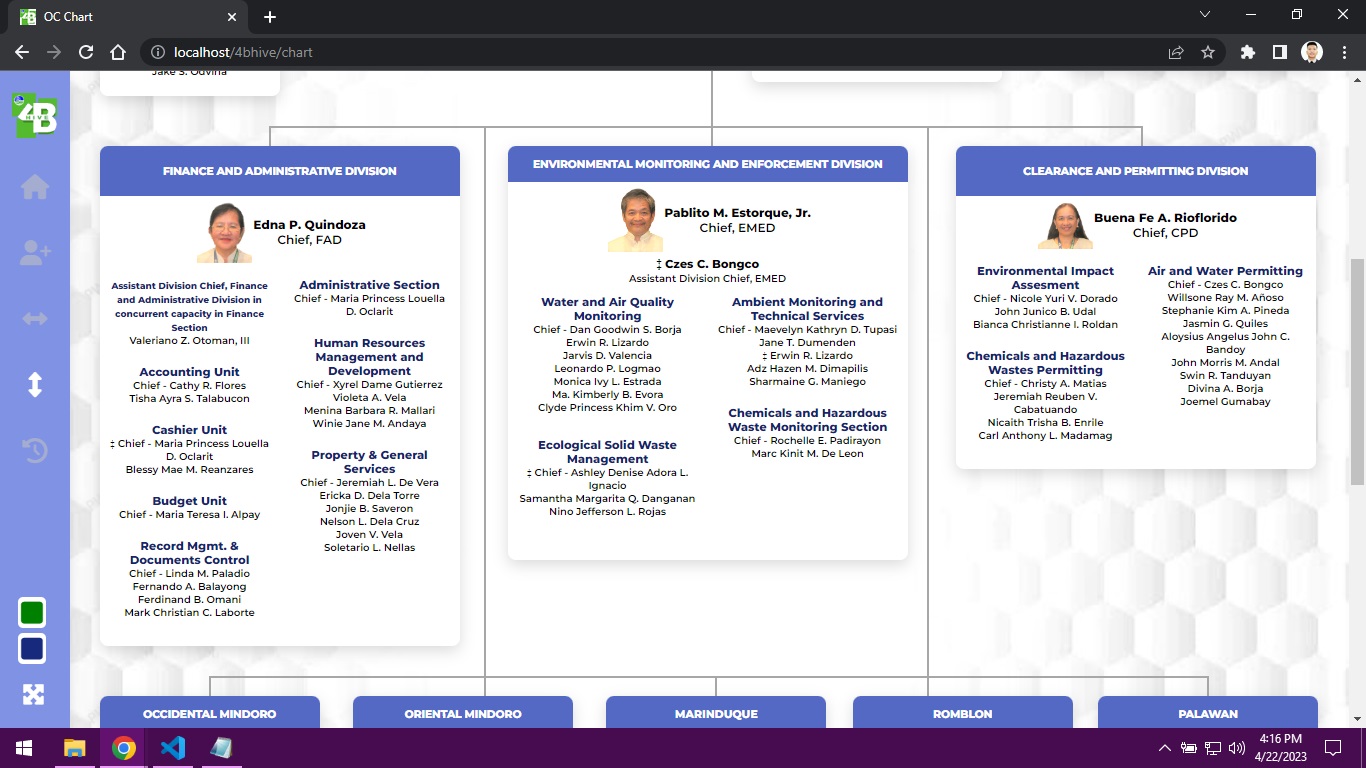 OC Chart
localhost/4bhive/chart
4B
HIVE
Jake S. Odvina
FINANCE AND ADMINISTRATIVE DIVISION
Edna P. Quindoza
Chief, FAD
Assistant Division Chief, Finance
and Administrative Division in
concurrent capacity in Finance
Section
Valeriano Z. Otoman, III
Accounting Unit
Chief - Cathy R. Flores
Tisha Ayra S. Talabucon
Cashier Unit
‡ Chief - Maria Princess Louella
D. Oclarit
Blessy Mae M. Reanzares
Budget Unit
Chief - Maria Teresa I. Alpay
Record Mgmt. &
Documents Control
Chief - Linda M. Paladio
Fernando A. Balayong
Ferdinand B. Omani
Mark Christian C. Laborte
Administrative Section
Chief - Maria Princess Louella
D. Oclarit
Human Resources
Management and
Development
Chief - Xyrel Dame Gutierrez
Violeta A. Vela
Menina Barbara R. Mallari
Winie Jane M. Andaya
Property & General
Services
Chief - Jeremiah L. De Vera
Ericka D. Dela Torre
Jonjie B. Saveron
Nelson L. Dela Cruz
Joven V. Vela
Soletario L. Nellas
ENVIRONMENTAL MONITORING AND ENFORCEMENT DIVISION
Pablito M. Estorque, Jr.
Chief, EMED
‡ Czes C. Bongco
Assistant Division Chief, EMED
Water and Air Quality
Monitoring
Chief - Dan Goodwin S. Borja
Erwin R. Lizardo
Jarvis D. Valencia
Leonardo P. Logmao
Monica Ivy L. Estrada
Ma. Kimberly B. Evora
Clyde Princess Khim V. Oro
Ecological Solid Waste
Management
‡ Chief - Ashley Denise Adora L.
Ignacio
Samantha Margarita Q. Danganan
Nino Jefferson L. Rojas
Ambient Monitoring and
Technical Services
Chief - Maevelyn Kathryn D. Tupasi
Jane T. Dumenden
‡ Erwin R. Lizardo
Adz Hazen M. Dimapilis
Sharmaine G. Maniego
Chemicals and Hazardous
Waste Monitoring Section
Chief - Rochelle E. Padirayon
Marc Kinit M. De Leon
CLEARANCE AND PERMITTING DIVISION
Buena Fe A. Rioflorido
Chief, CPD
Environmental Impact
Assesment
Chief - Nicole Yuri V. Dorado
John Junico B. Udal
Bianca Christianne I. Roldan
Chemicals and Hazardous
Wastes Permitting
Chief - Christy A. Matias
Jeremiah Reuben V.
Cabatuando
Nicaith Trisha B. Enrile
Carl Anthony L. Madamag
Air and Water Permitting
Chief - Czes C. Bongco
Willsone Ray M. Añoso
Stephanie Kim A. Pineda
Jasmin G. Quiles
Aloysius Angelus John C.
Bandoy
John Morris M. Andal
Swin R. Tanduyan
Divina A. Borja
Joemel Gumabay
OCCIDENTAL MINDORO
ORIENTAL MINDORO
MARINDUQUE
ROMBLON
PALAWAN
4:16 PM
4/22/2023